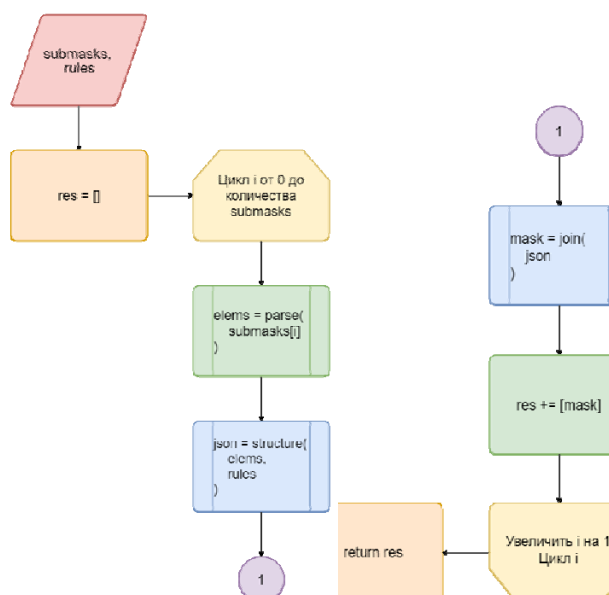 submasks,
rules
res = []
Цикл i от 0 до
количества
submasks
elems = parse(
submasks[i]
)
json = structure(
elems,
rules
)
1
1
mask = join(
json
)
res += [mask]
Увеличить i на 1
Цикл i
return res